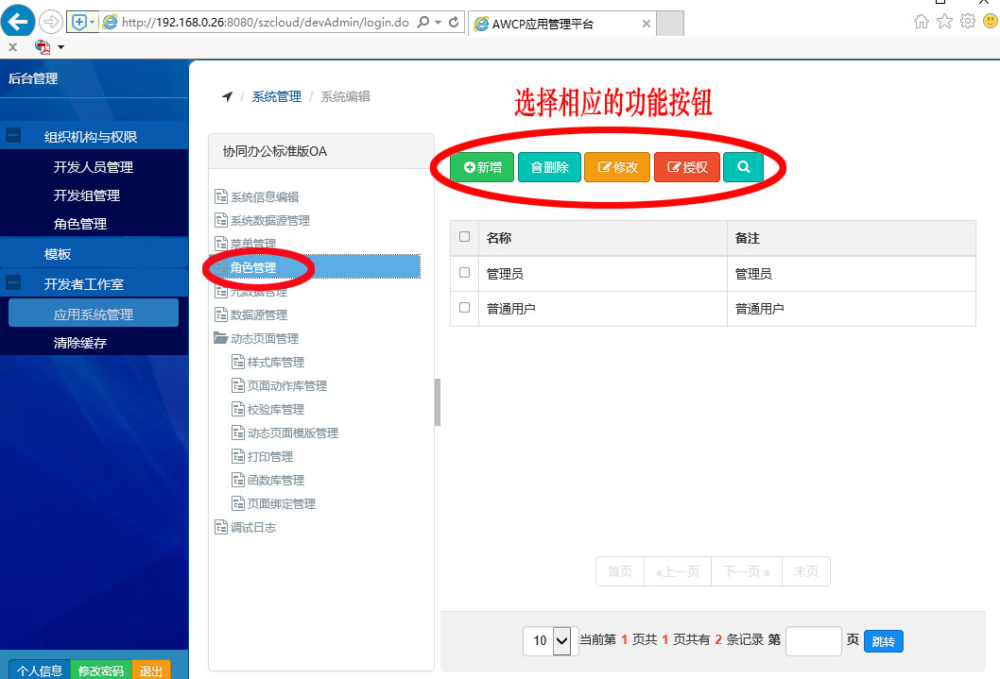 http://192.168.0.26:8080/szcloud/devAdmin/login.do
AWCP应用管理平台
后台管理
组织机构与权限
开发人员管理
开发组管理
角色管理
模板
开发者工作室
应用系统管理
清除缓存
个人信息
修改密码
退出
/ 系统管理 / 系统编辑
选择相应的功能按钮
协同办公标准版OA
系统信息编辑
系统数据源管理
菜单管理
角色管理
元数据管理
数据源管理
动态页面管理
样式库管理
页面动作库管理
校验库管理
动态页面模版管理
打印管理
函数库管理
页面绑定管理
调试日志
新增 删除 修改 授权
名称 备注
管理员 管理员
普通用户 普通用户
首页 «上一页 下一页 » 末页
10 当前第 1 页共 1 页共有 2 条记录 第 页 跳转